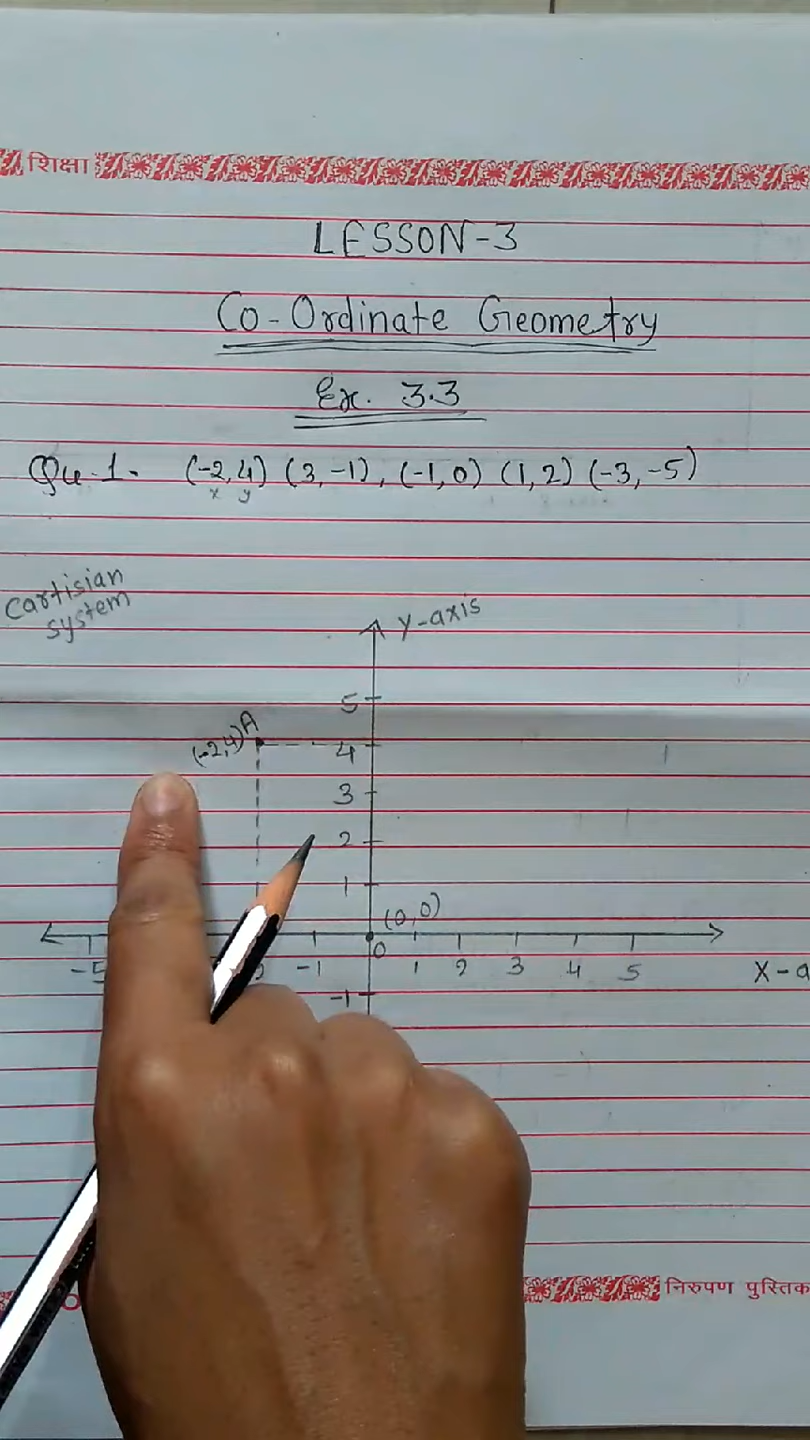 शिक्षा
LESSON-3
Co-Ordinate Geometry
Ex. 3.3
Qu-1. (-2,4) (3,-1), (-1,0) (1,2) (-3,-5)
x y
Cartisian
system
y-axis
5
(-2,4) A
4
3
2
1
(0,0)
0
-5 -1 1 2 3 4 5 X-a
-1
निरुपण पुस्तिक